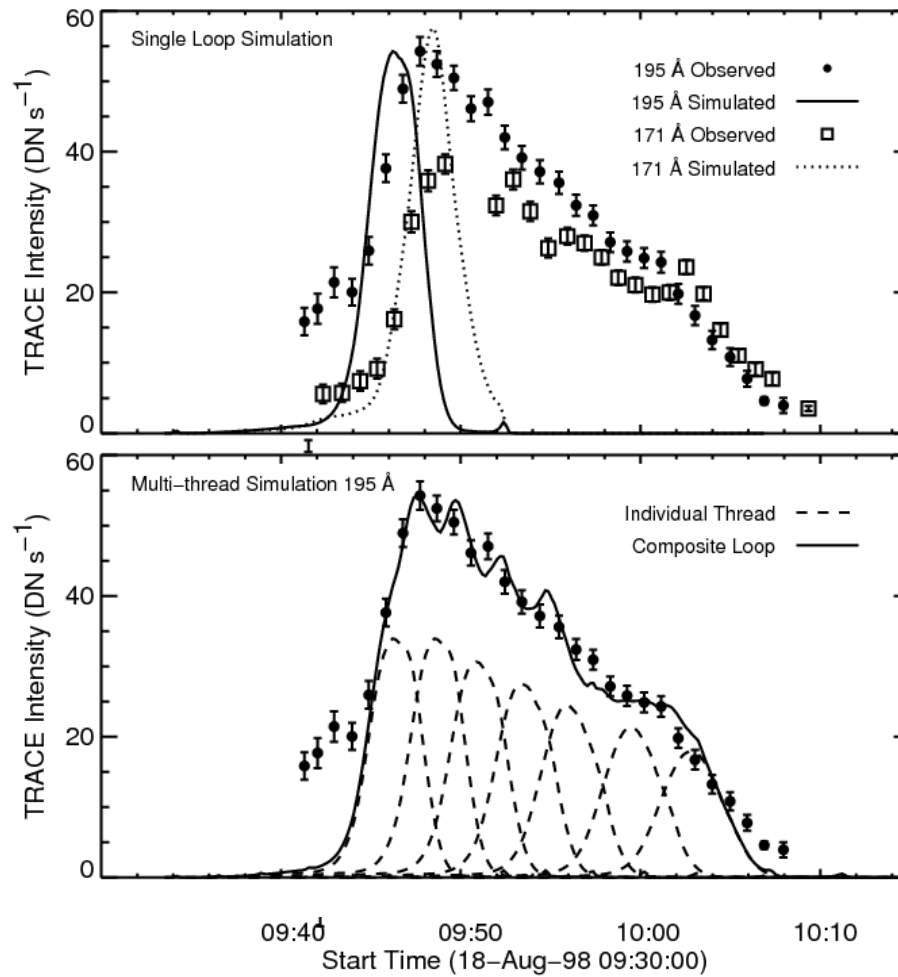 60
Single Loop Simulation
195 Å Observed
195 Å Simulated
171 Å Observed
171 Å Simulated
40
20
0
TRACE Intensity (DN s−1)
60
Multi−thread Simulation 195 Å
Individual Thread
Composite Loop
40
20
0
TRACE Intensity (DN s−1)
09:40 09:50 10:00 10:10
Start Time (18−Aug−98 09:30:00)